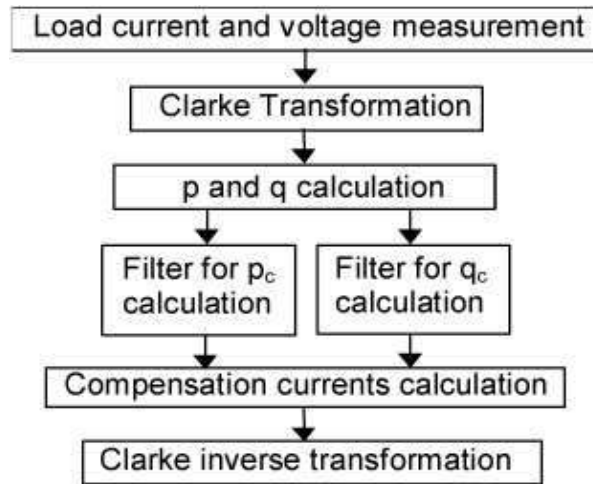 Load current and voltage measurement
Clarke Transformation
p and q calculation
Filter for pc
calculation
Filter for qc
calculation
Compensation currents calculation
Clarke inverse transformation